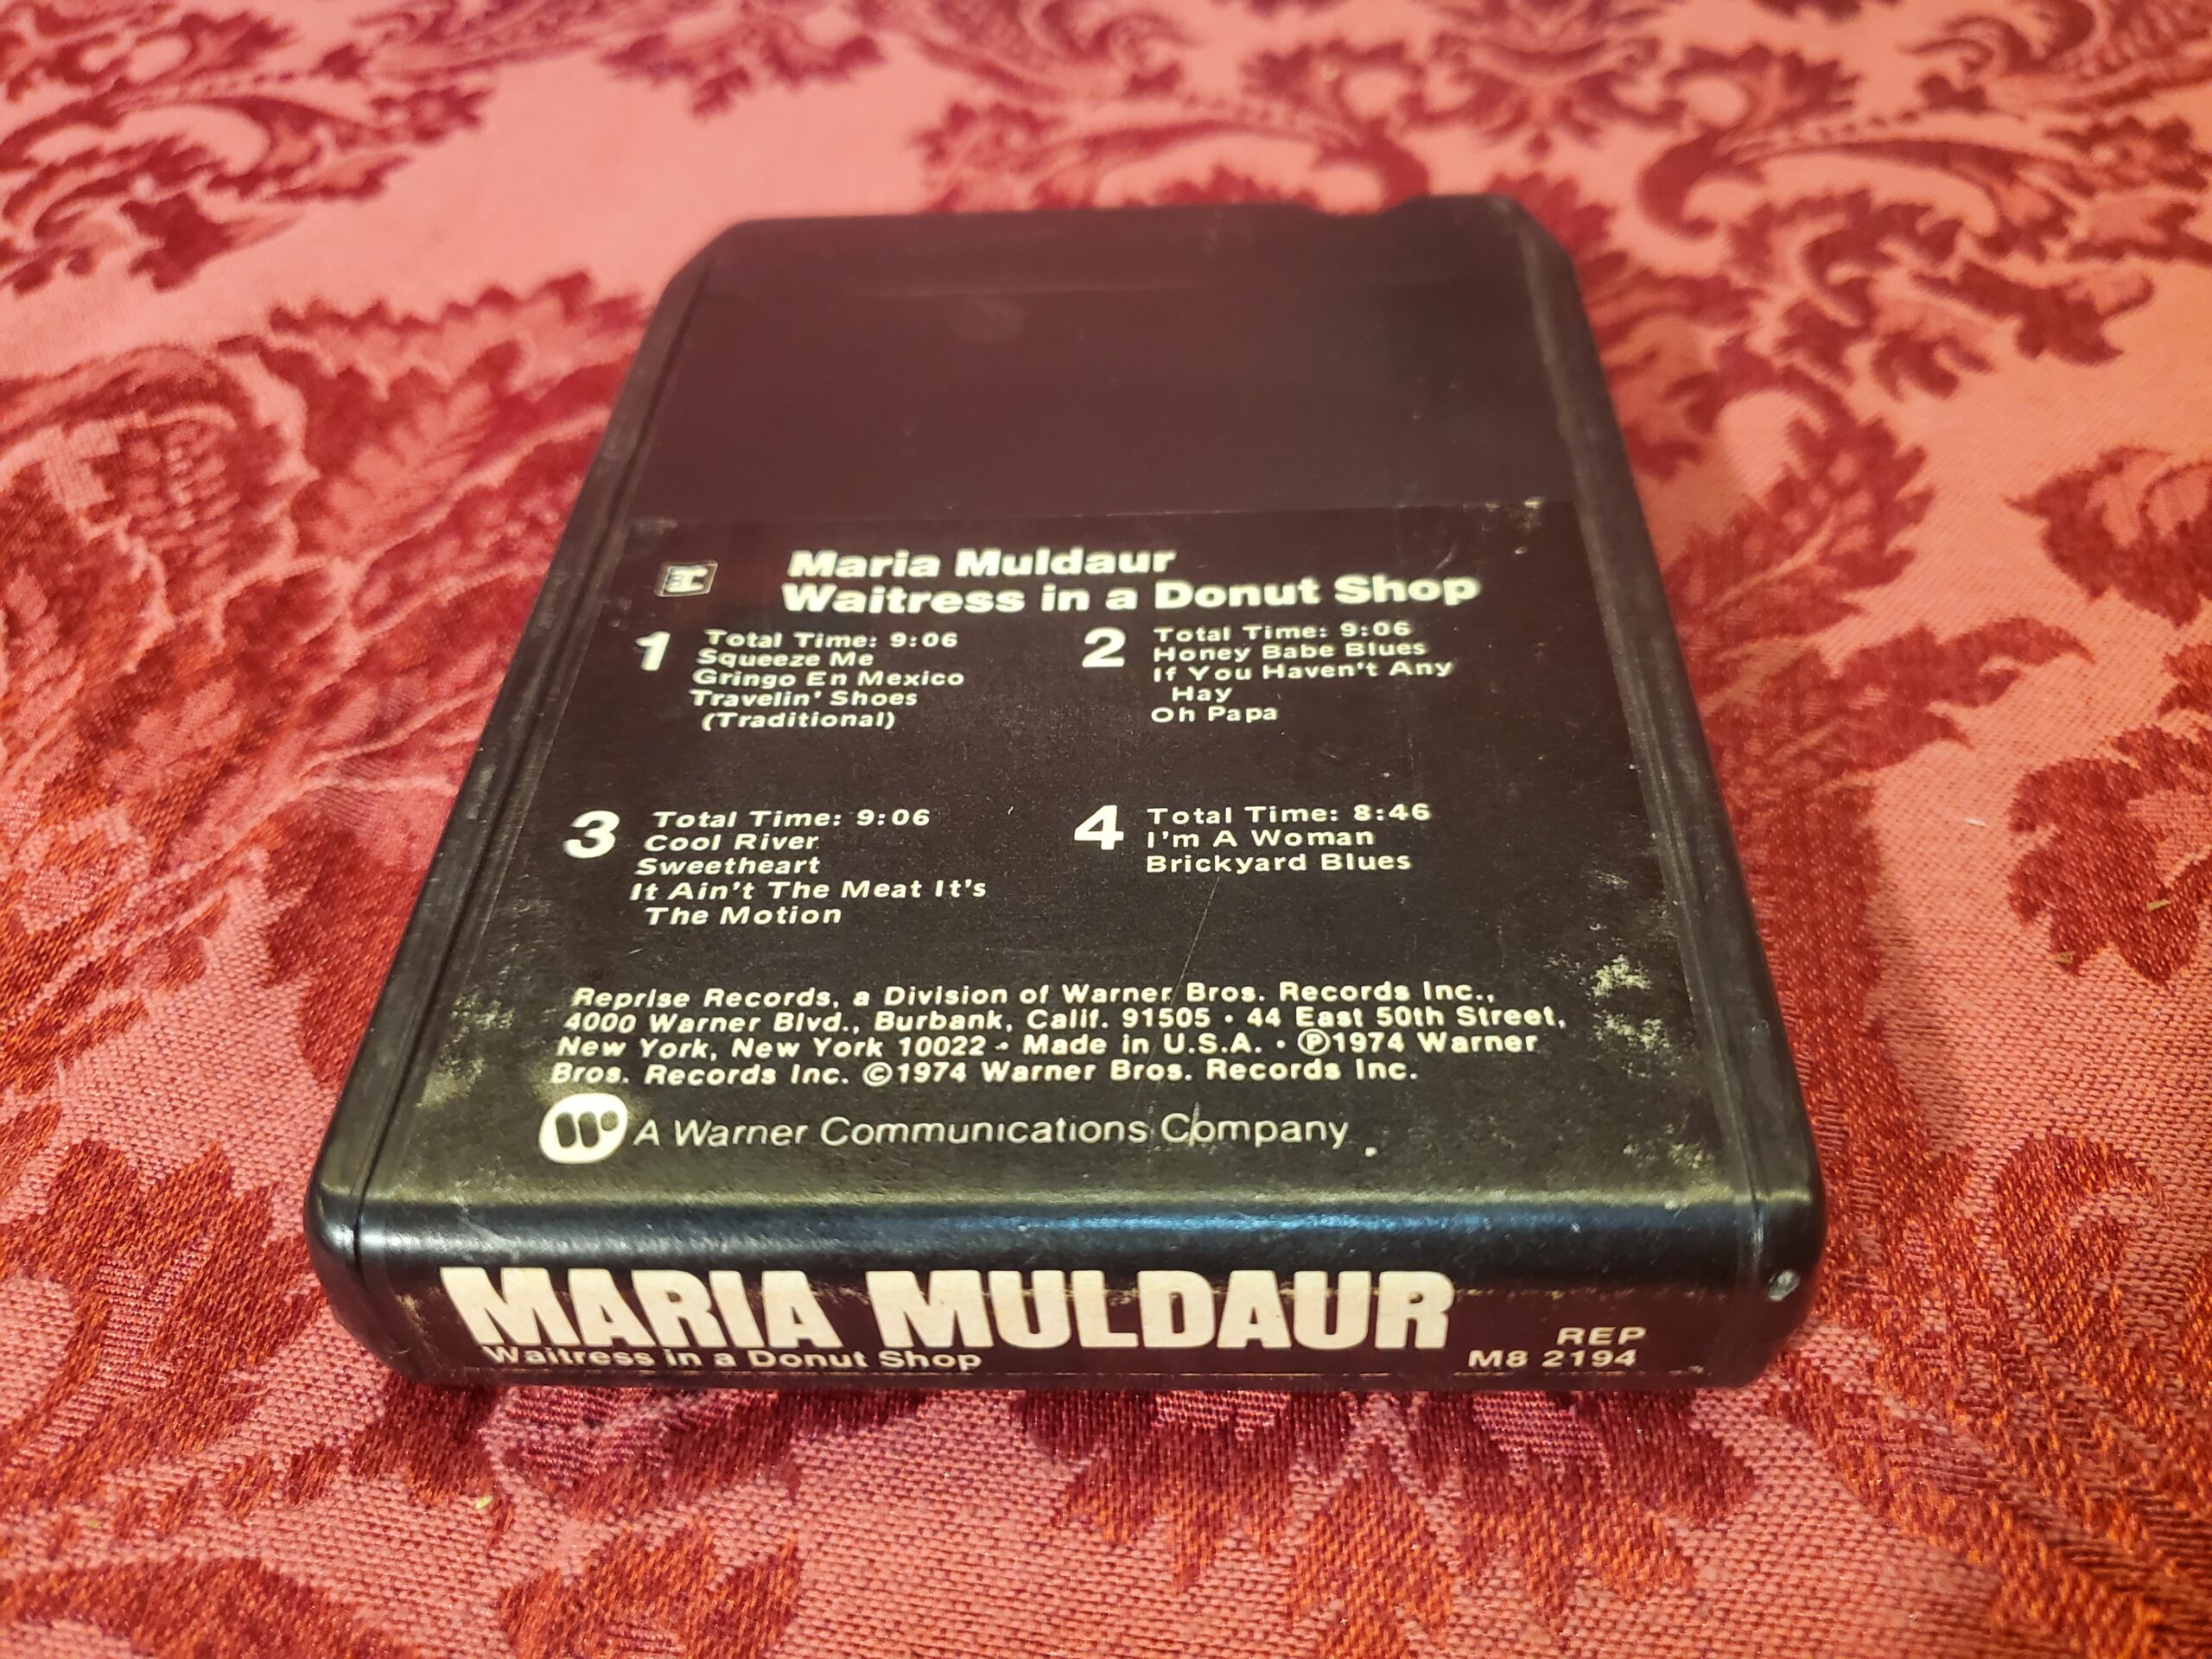 Maria Muldaur
Waitress in a Donut Shop
1
Total Time: 9:06
Squeeze Me
Gringo En Mexico
Travelin' Shoes
(Traditional)
2
Total Time: 9:06
Honey Babe Blues
If You Haven't Any
Hay
Oh Papa
3
Total Time: 9:06
Cool River
Sweetheart
It Ain't The Meat It's
The Motion
4
Total Time: 8:46
I'm A Woman
Brickyard Blues
Reprise Records, a Division of Warner Bros. Records Inc.,
4000 Warner Blvd., Burbank, Calif. 91505 • 44 East 50th Street,
New York, New York 10022 • Made in U.S.A. • ℗1974 Warner
Bros. Records Inc. ©1974 Warner Bros. Records Inc.
A Warner Communications Company
MARIA MULDAUR
Waitress in a Donut Shop
REP
M8 2194